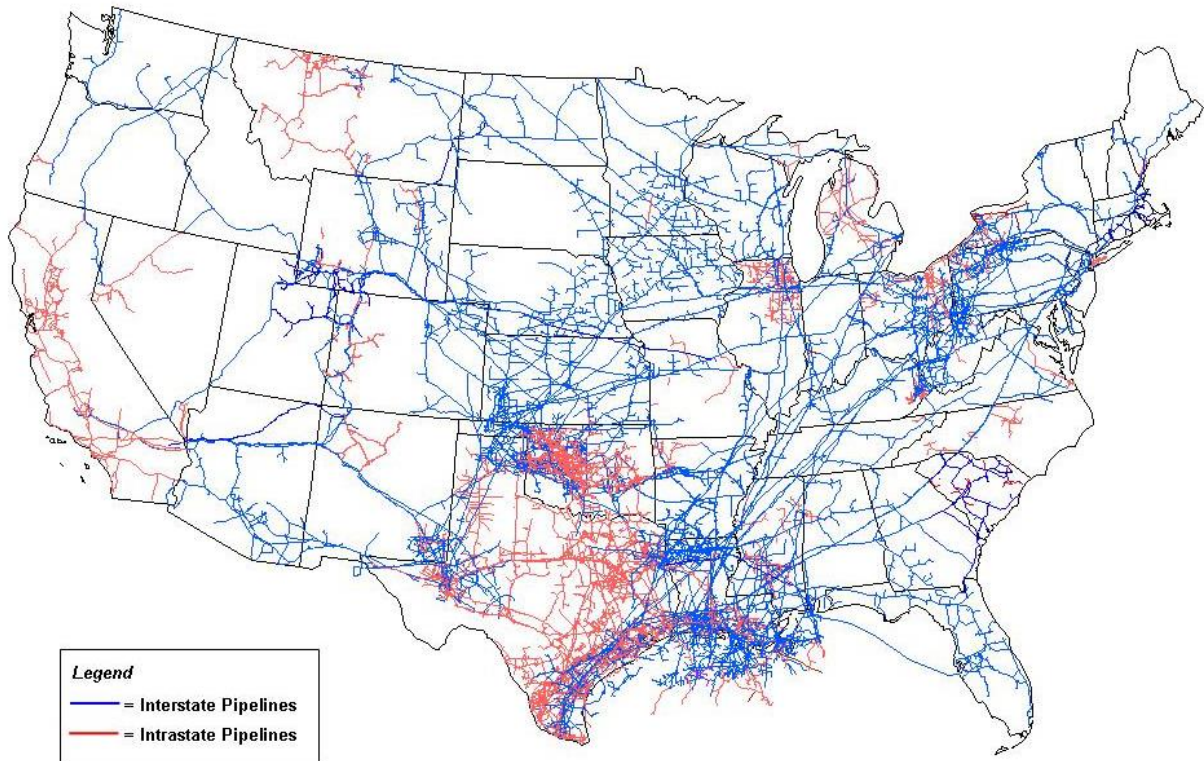 Legend
= Interstate Pipelines
= Intrastate Pipelines